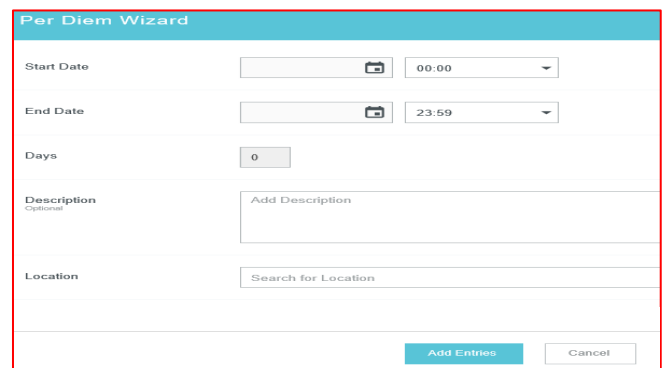 Per Diem Wizard
Start Date 00:00
End Date 23:59
Days 0
Description Add Description
Optional
Location Search for Location
Add Entries Cancel